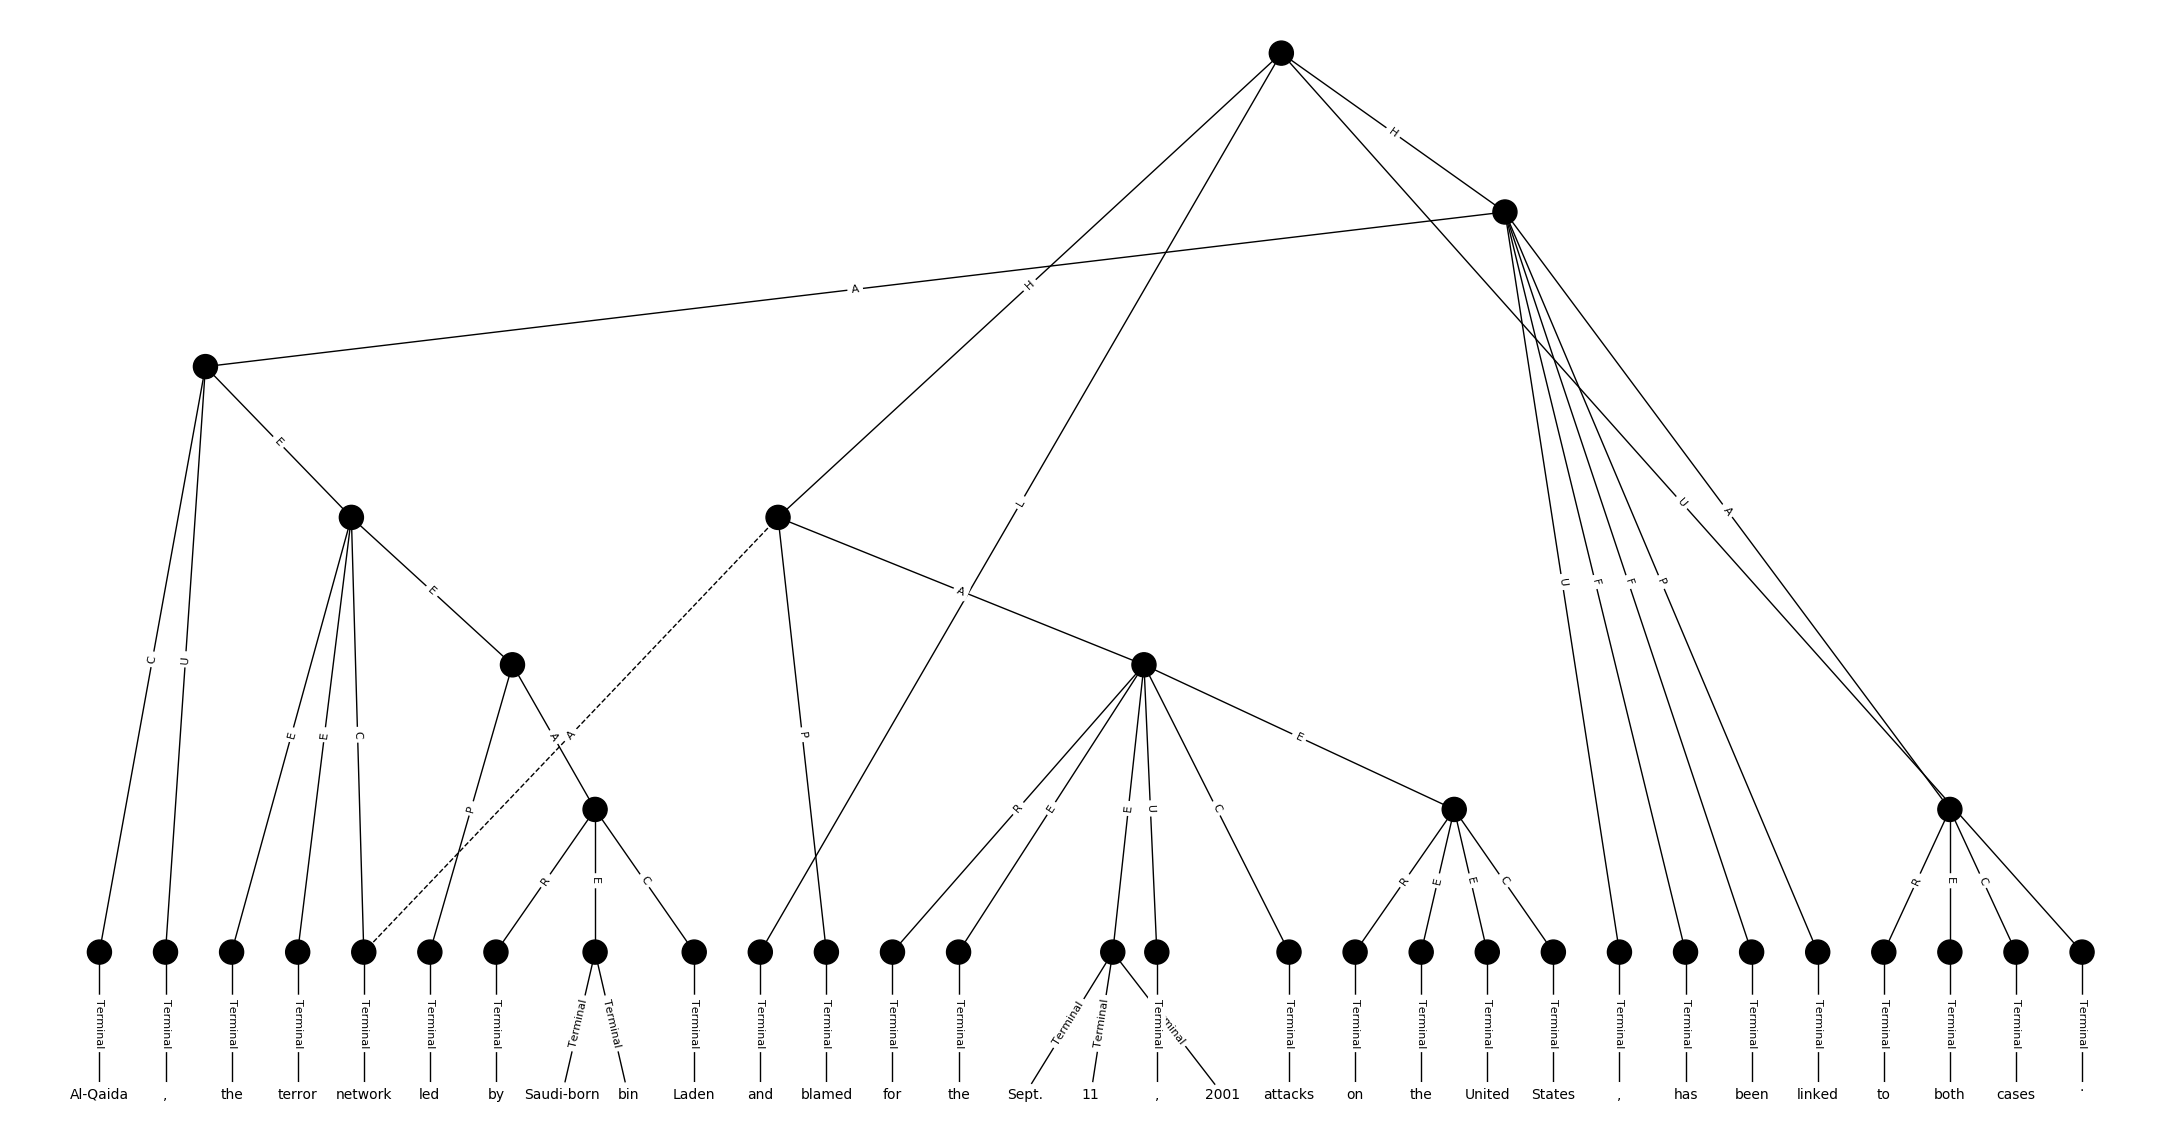 H
A
H
E
L
U A
E
A
U F F P
C U
E E C A A P E
P R E E U C
R E C R E E C R E C
Terminal Terminal Terminal Terminal Terminal Terminal Terminal Terminal Terminal Terminal Terminal Terminal Terminal Terminal Terminal Terminal Terminal minal Terminal Terminal Terminal Terminal Terminal Terminal Terminal Terminal Terminal Terminal Terminal Terminal Terminal
Al-Qaida , the terror network led by Saudi-born bin Laden and blamed for the Sept. 11 , 2001 attacks on the United States , has been linked to both cases .